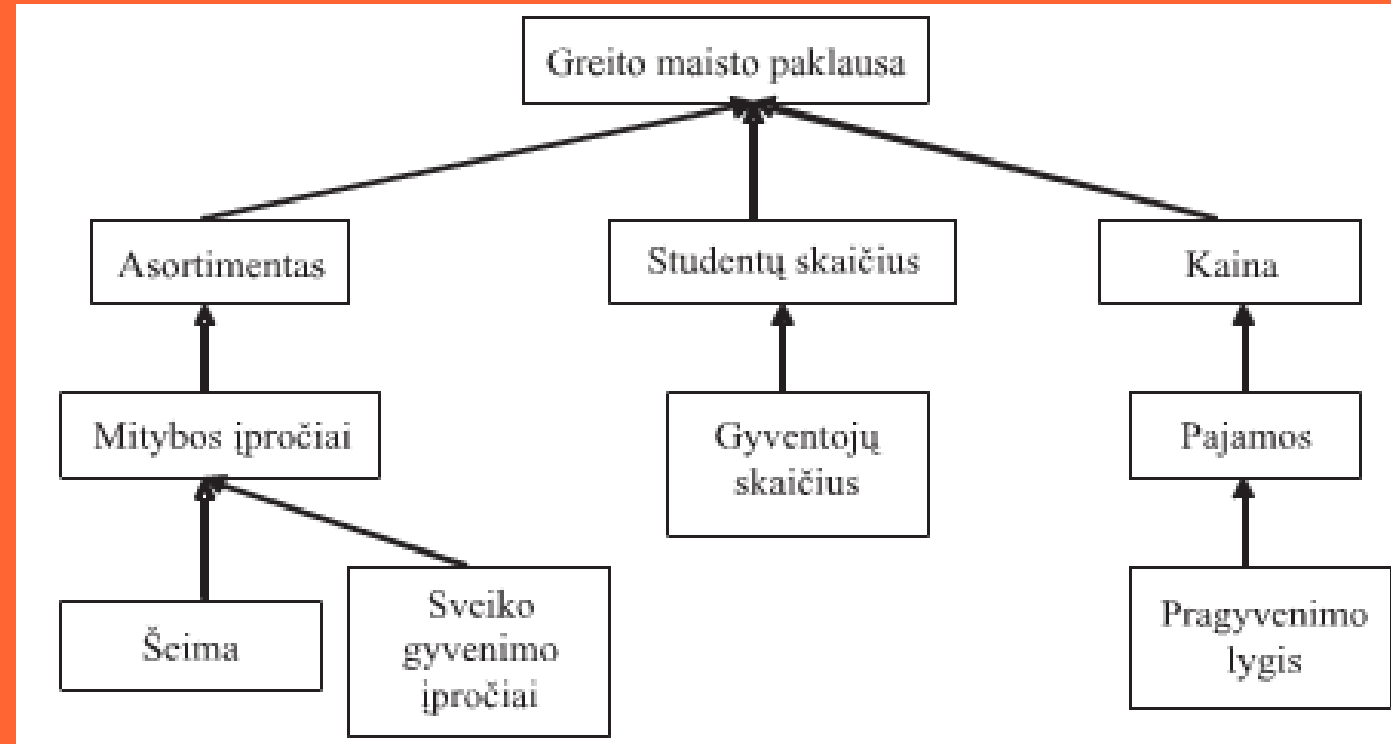 Greito maisto paklausa
Asortimentas
Studentų skaičius
Kaina
Mitybos įpročiai
Gyventojų
skaičius
Pajamos
Šeima
Sveiko
gyvenimo
įpročiai
Pragyvenimo
lygis